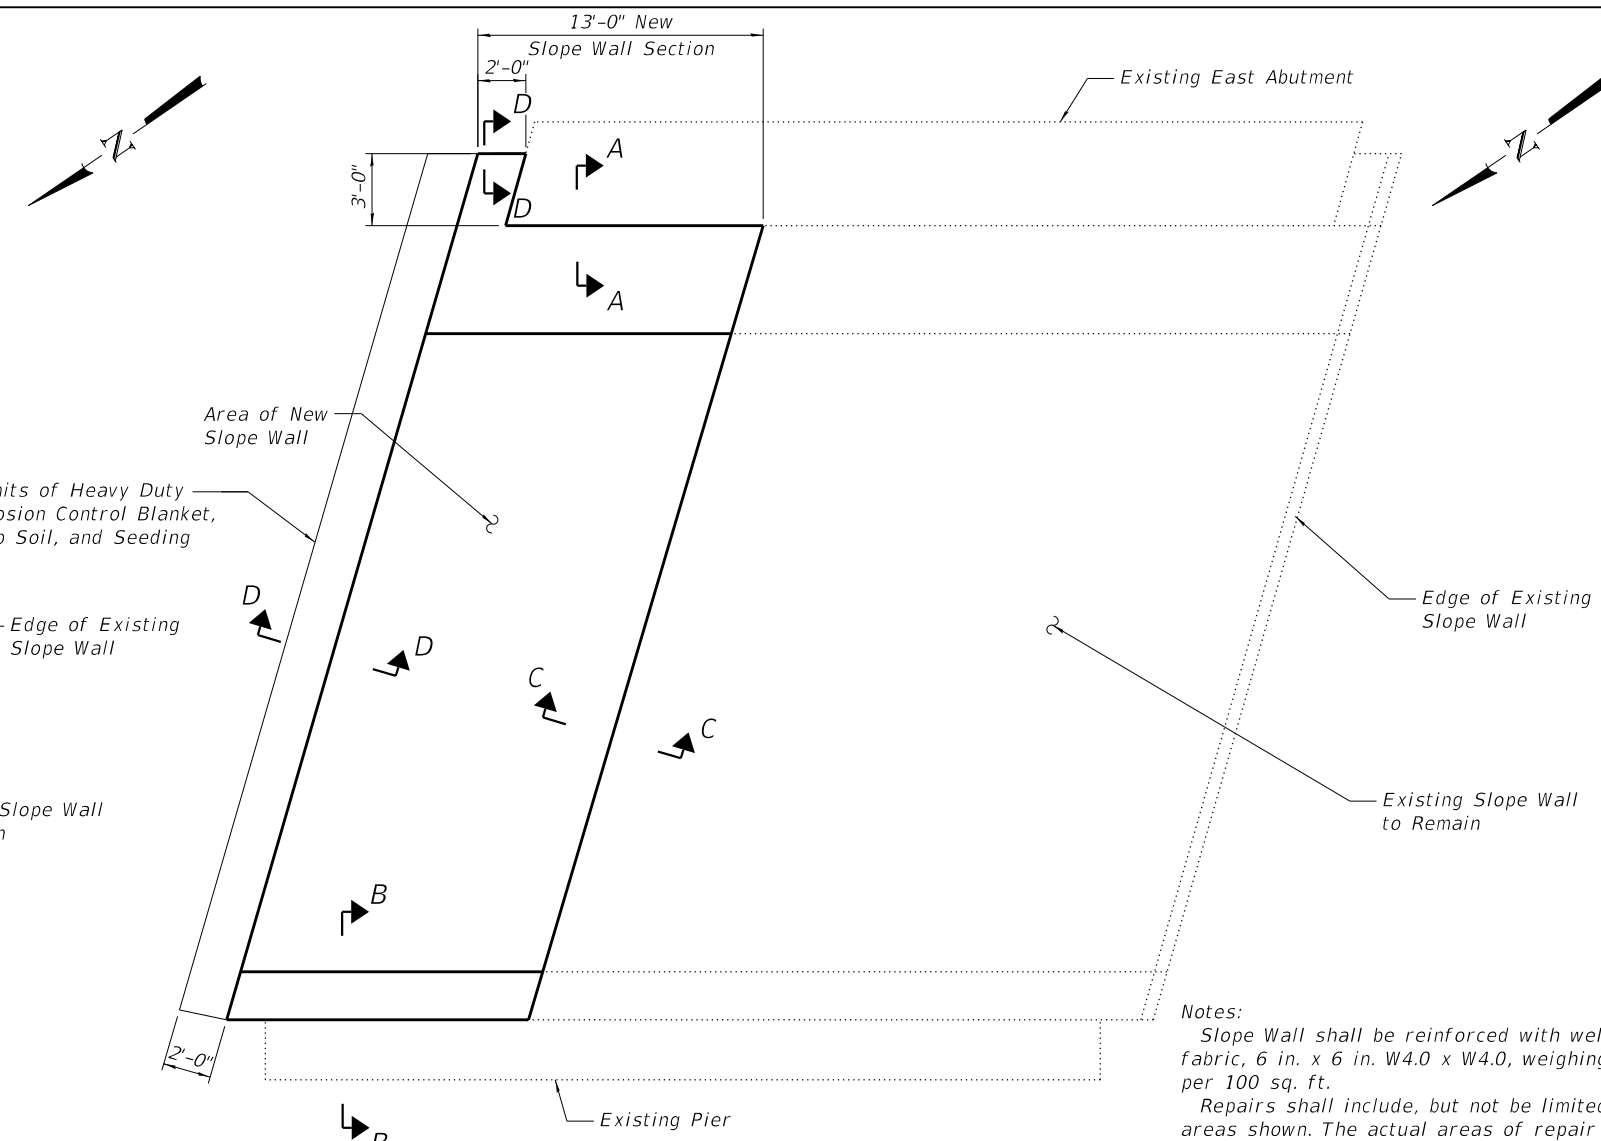 13'-0" New
Slope Wall Section
2'-0"
Existing East Abutment
D
A
N
N
3'-0"
D
A
Area of New
Slope Wall
its of Heavy Duty
osion Control Blanket,
Soil, and Seeding
D
Edge of Existing
Slope Wall
Edge of Existing
Slope Wall
D
C
C
Slope Wall
Existing Slope Wall
to Remain
B
2'-0"
Existing Pier
B
Notes:
Slope Wall shall be reinforced with wel
fabric, 6 in. x 6 in. W4.0 x W4.0, weighing
per 100 sq. ft.
Repairs shall include, but not be limited
areas shown. The actual areas of repair